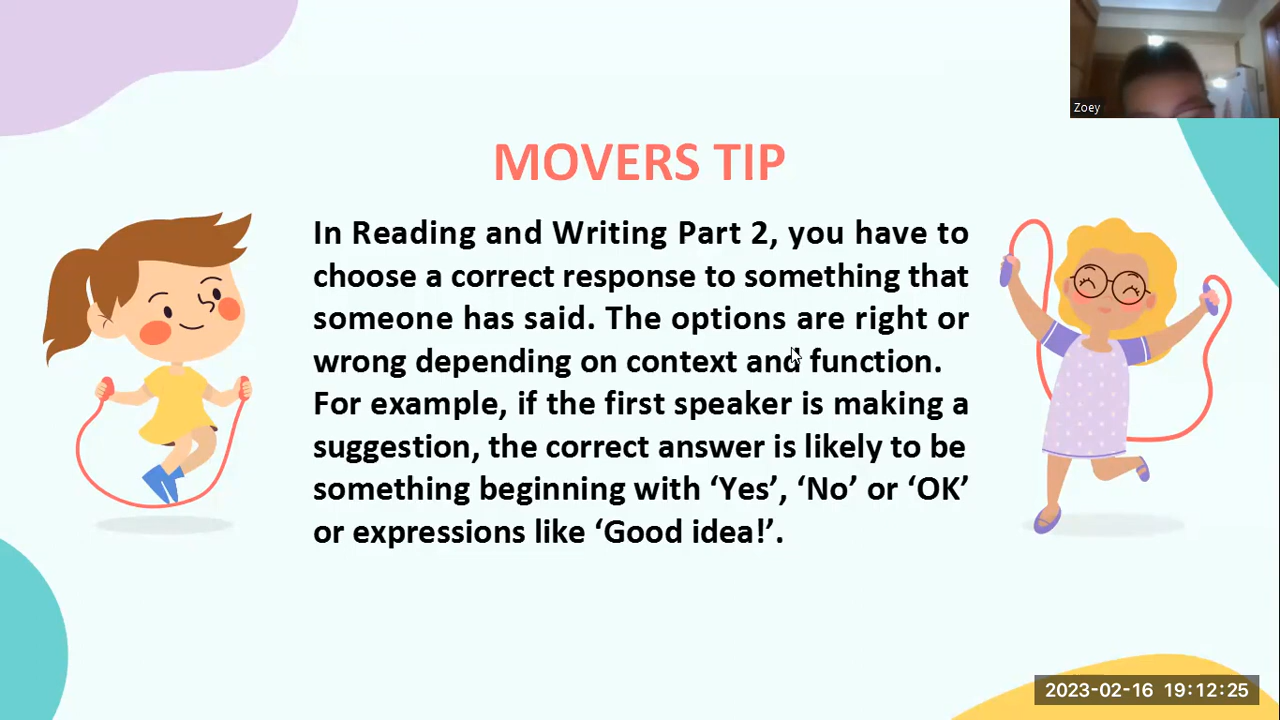 Zoey
MOVERS TIP
In Reading and Writing Part 2, you have to
choose a correct response to something that
someone has said. The options are right or
wrong depending on context and function.
For example, if the first speaker is making a
suggestion, the correct answer is likely to be
something beginning with ‘Yes’, ‘No’ or ‘OK’
or expressions like ‘Good idea!’.
2023-02-16 19:12:25